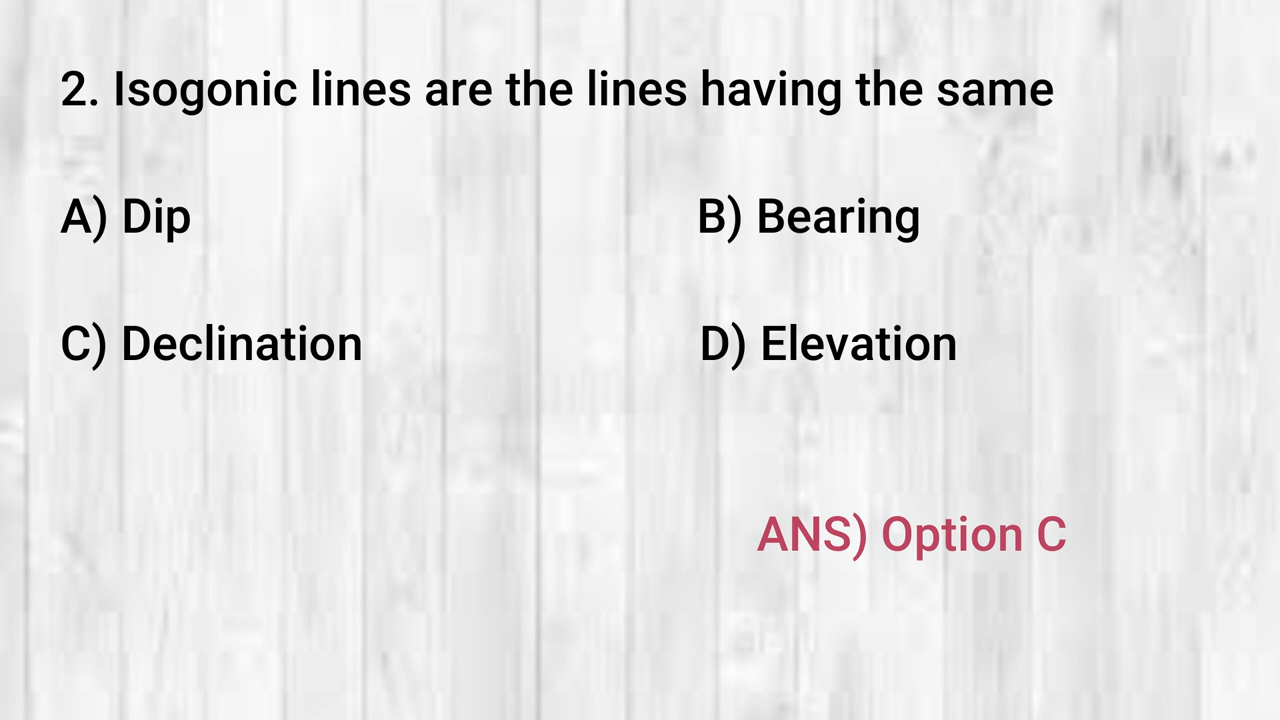 2. Isogonic lines are the lines having the same
A) Dip B) Bearing
C) Declination D) Elevation
ANS) Option C